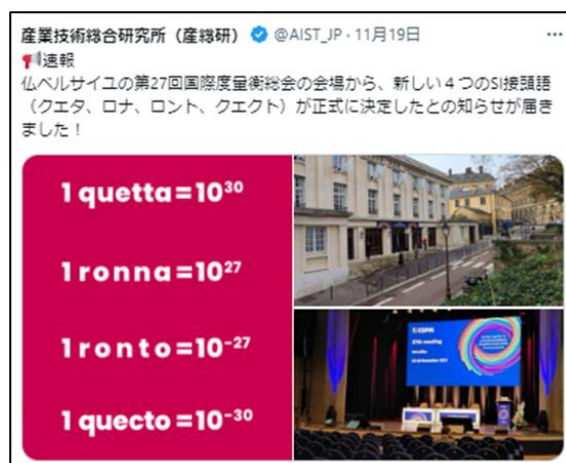 産業技術総合研究所（産総研） @AIST_JP · 11月19日
速報
仏ベルサイユの第27回国際度量衡総会の会場から、新しい４つのSI接頭語
（クエタ、ロナ、ロント、クエクト）が正式に決定したとの知らせが届き
ました！
1 quetta=10³⁰
1 ronna=10²⁷
1 ronto=10⁻²⁷
1 quecto=10⁻³⁰